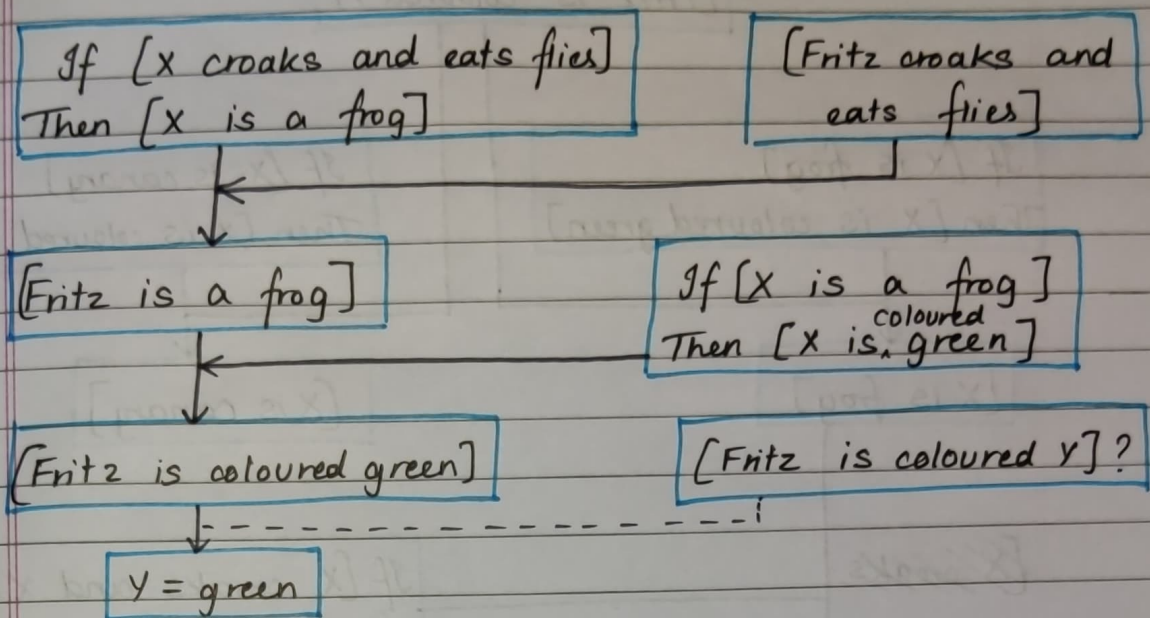 If [X croaks and eats flies]
Then [X is a frog]
[Fritz croaks and
eats flies]
[Fritz is a frog]
If [X is a frog]
Then [X is coloured green]
[Fritz is coloured green]
[Fritz is coloured Y]?
Y = green